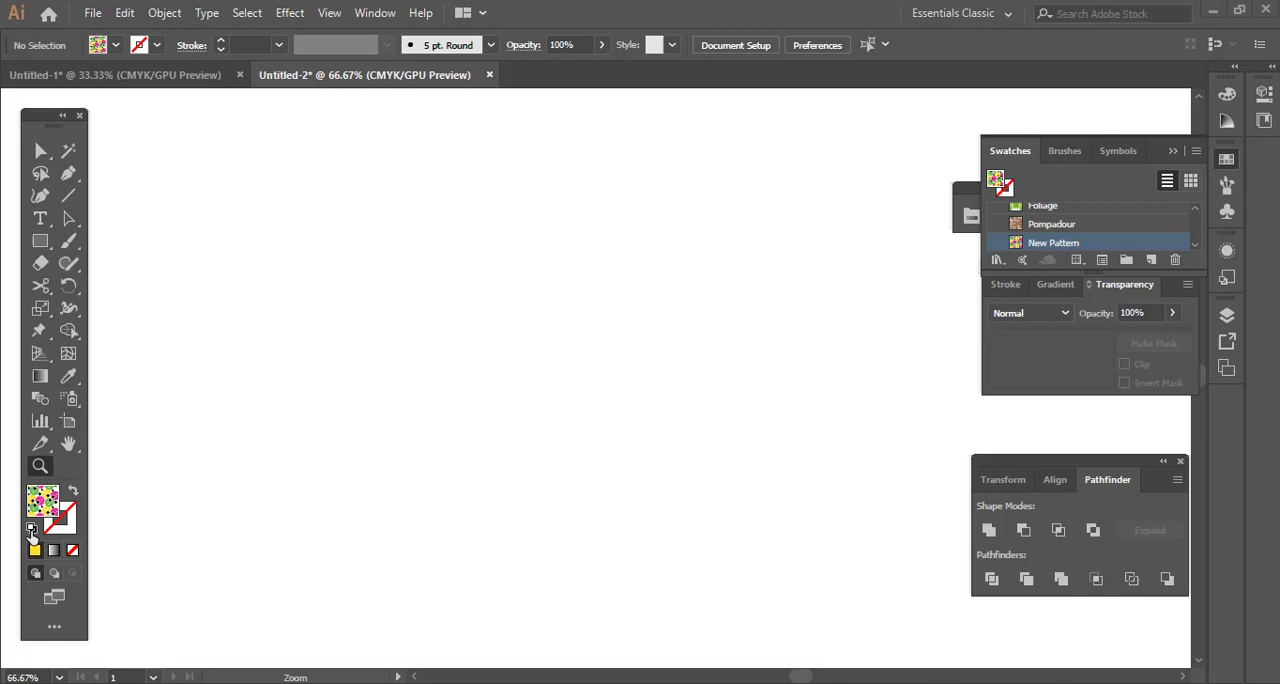 Ai File Edit Object Type Select Effect View Window Help Essentials Classic Search Adobe Stock
No Selection Stroke: 5 pt. Round Opacity: 100% Style: Document Setup Preferences
Untitled-1* @ 33.33% (CMYK/GPU Preview) Untitled-2* @ 66.67% (CMYK/GPU Preview)
Swatches Brushes Symbols
Foliage
Pompadour
New Pattern
Stroke Gradient Transparency
Normal Opacity: 100%
Make Mask
Clip
Invert Mask
Transform Align Pathfinder
Shape Modes:
Expand
Pathfinders:
66.67% 1 Zoom